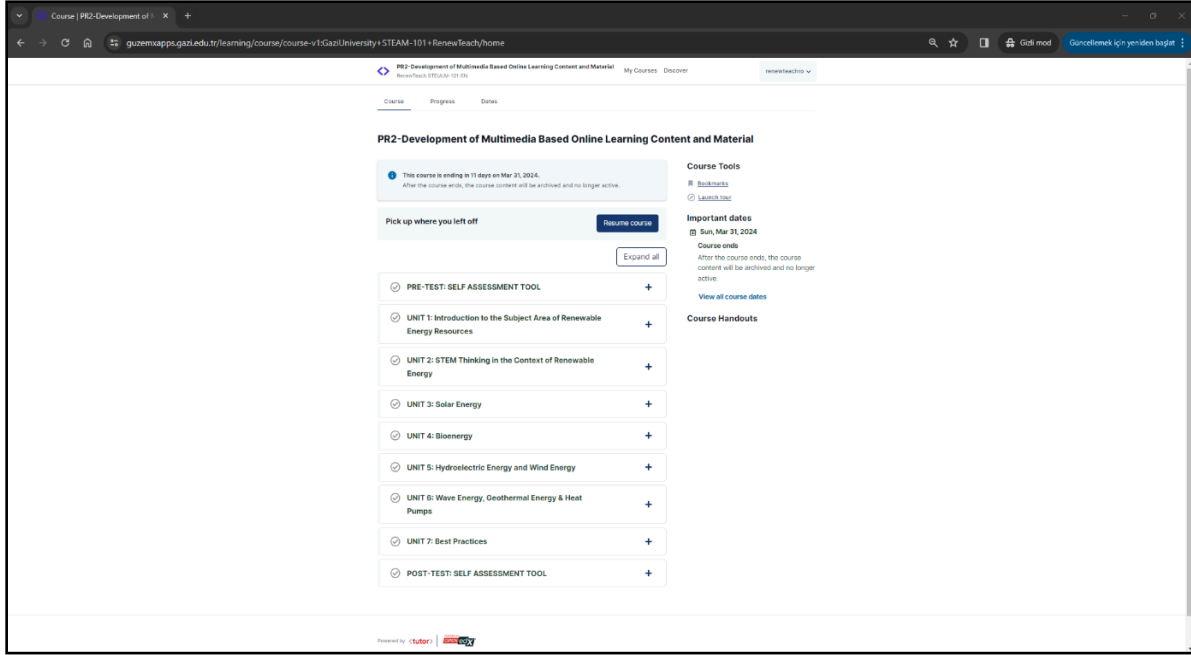 Course | PR2-Development of M
guzemxapps.gazi.edu.tr/learning/course/course-v1:GaziUniversity+STEAM-101+RenewTeach/home
Gizli mod
Güncellemek için yeniden başlat
PR2-Development of Multimedia Based Online Learning Content and Material
My Courses
Discover
Course
Progress
Dates
PR2-Development of Multimedia Based Online Learning Content and Material
This course is ending in 11 days on Mar 31, 2024.
After the course ends, the course content will be archived and no longer active.
Pick up where you left off
Resume course
Expand all
PRE-TEST: SELF ASSESSMENT TOOL
UNIT 1: Introduction to the Subject Area of Renewable
Energy Resources
UNIT 2: STEM Thinking in the Context of Renewable
Energy
UNIT 3: Solar Energy
UNIT 4: Bioenergy
UNIT 5: Hydroelectric Energy and Wind Energy
UNIT 6: Wave Energy, Geothermal Energy & Heat
Pumps
UNIT 7: Best Practices
POST-TEST: SELF ASSESSMENT TOOL
Course Tools
Bookmarks
Launch tour
Important dates
Sun, Mar 31, 2024
Course ends
After the course ends, the course
content will be archived and no longer
active.
View all course dates
Course Handouts
Powered by
tutor
edX